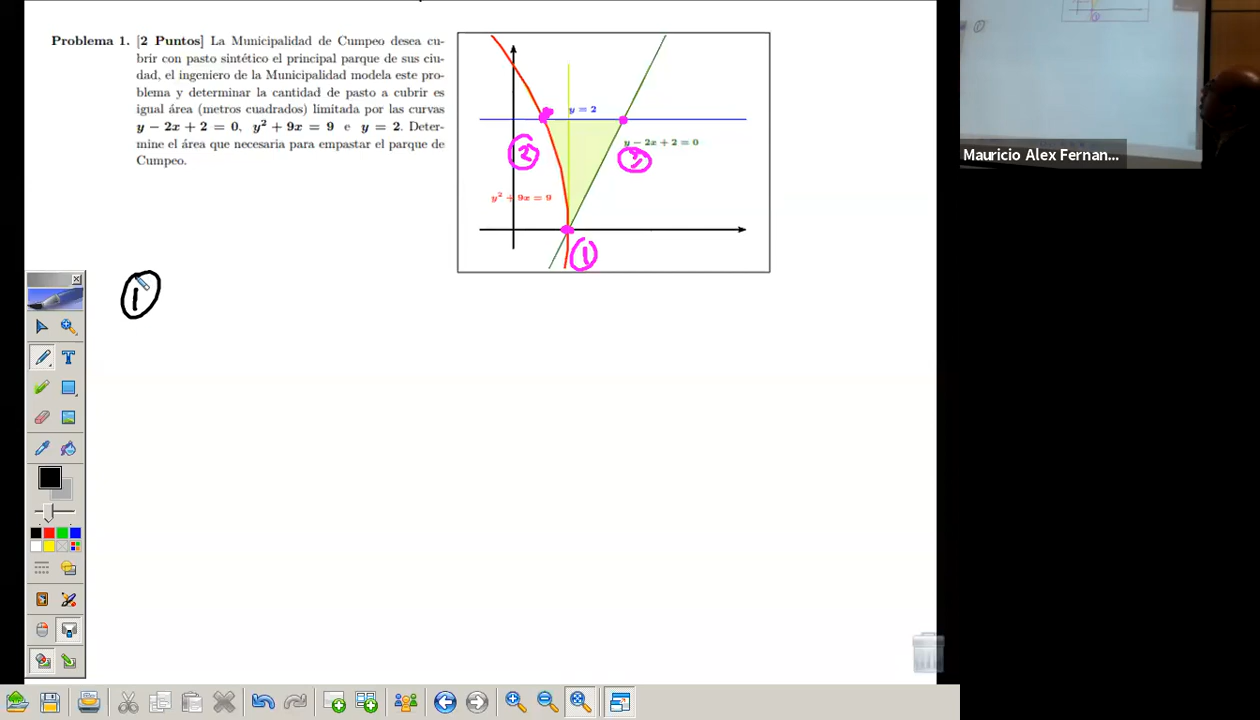 Problema 1. [2 Puntos] La Municipalidad de Cumpeo desea cu-
brir con pasto sintético el principal parque de sus ciu-
dad, el ingeniero de la Municipalidad modela este pro-
blema y determinar la cantidad de pasto a cubrir es
igual área (metros cuadrados) limitada por las curvas
y − 2x + 2 = 0, y² + 9x = 9 e y = 2. Deter-
mine el área que necesaria para empastar el parque de
Cumpeo.
y = 2
y − 2x + 2 = 0
y² + 9x = 9
2
3
1
1
T
Mauricio Alex Fernan...